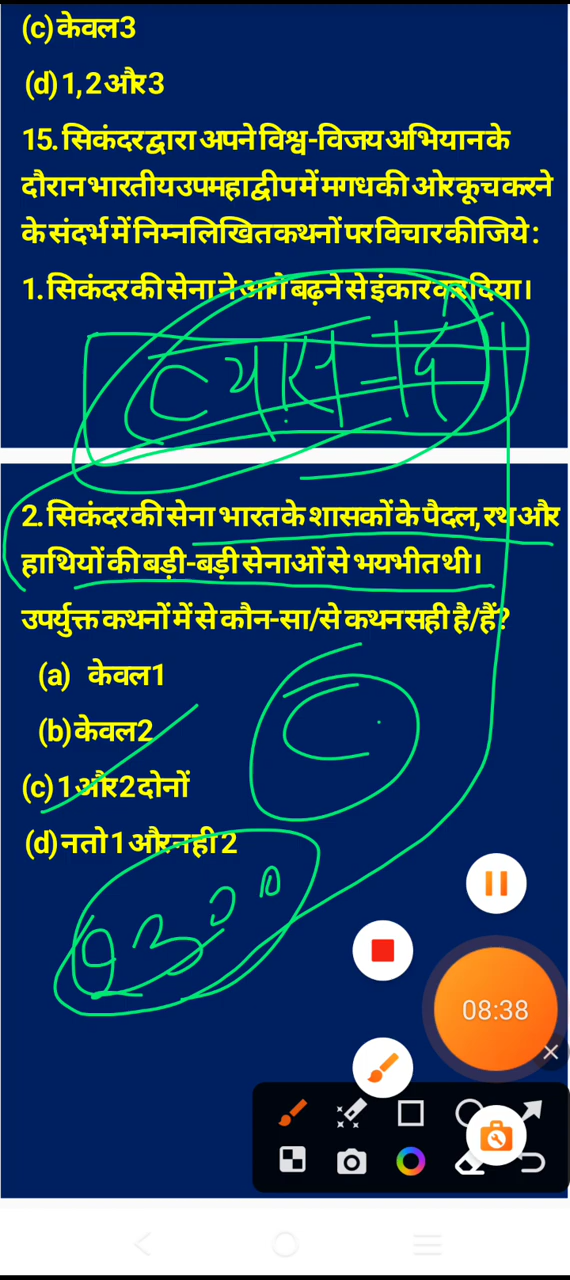 (c) केवल 3
(d) 1, 2 और 3
15. सिकंदर द्वारा अपने विश्व-विजय अभियान के
दौरान भारतीय उपमहाद्वीप में मगध की ओर कूच करने
के संदर्भ में निम्नलिखित कथनों पर विचार कीजिये :
1. सिकंदर की सेना ने आगे बढ़ने से इंकार कर दिया।
2. सिकंदर की सेना भारत के शासकों के पैदल, रथ और
हाथियों की बड़ी-बड़ी सेनाओं से भयभीत थी।
उपर्युक्त कथनों में से कौन-सा/से कथन सही है/हैं?
(a) केवल 1
(b) केवल 2
(c) 1 और 2 दोनों
(d) न तो 1 और न ही 2
08:38